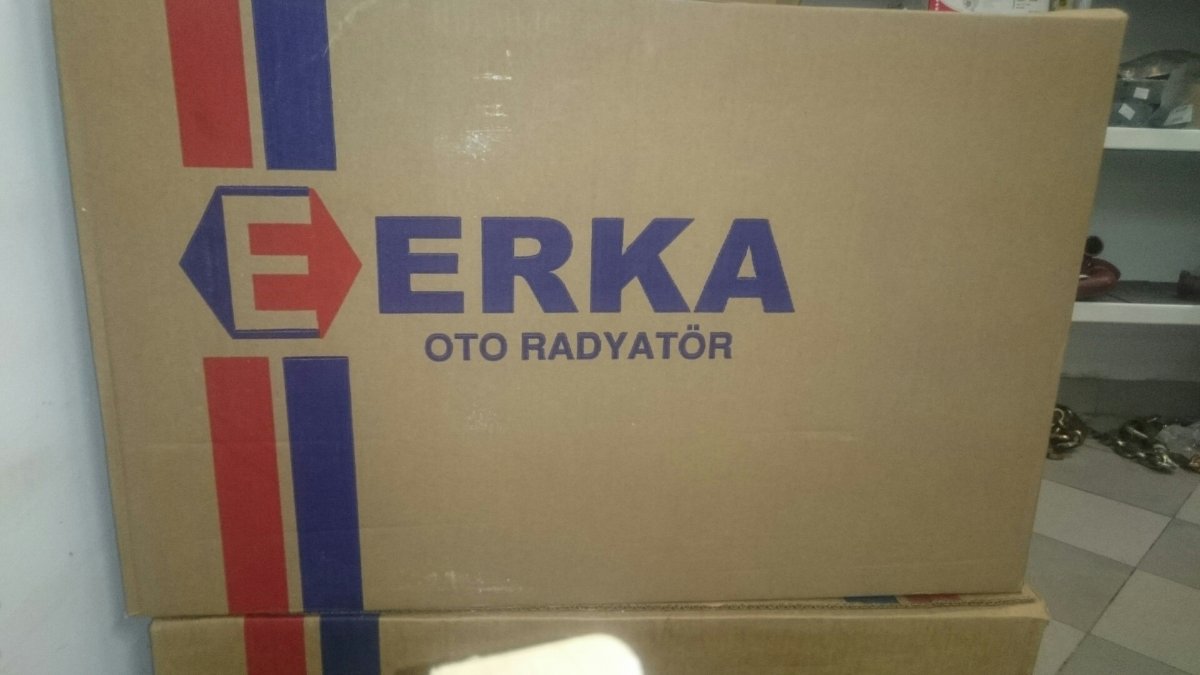 E ERKA
OTO RADYATÖR